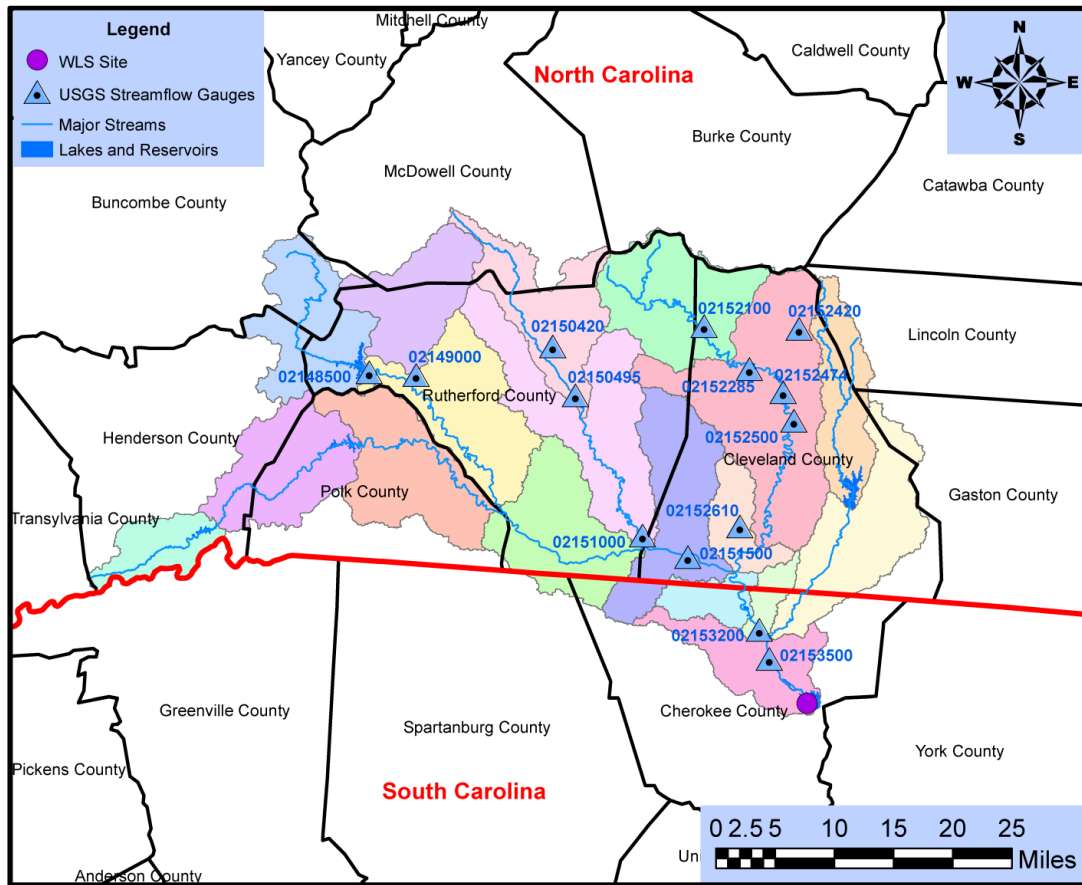 Legend
WLS Site
USGS Streamflow Gauges
Major Streams
Lakes and Reservoirs
Mitchell County
Yancey County
Caldwell County
North Carolina
N
W
E
S
Burke County
McDowell County
Catawba County
Buncombe County
02152100
02152420
Lincoln County
02150420
02149000
02148500
02150495
Rutherford County
02152285
02152474
02152500
Henderson County
Cleveland County
Polk County
Gaston County
Transylvania County
02152610
02151000
02151500
02153200
02153500
Greenville County
Cherokee County
Spartanburg County
York County
Pickens County
South Carolina
0 2.5 5 10 15 20 25
Miles
Uni
Anderson County